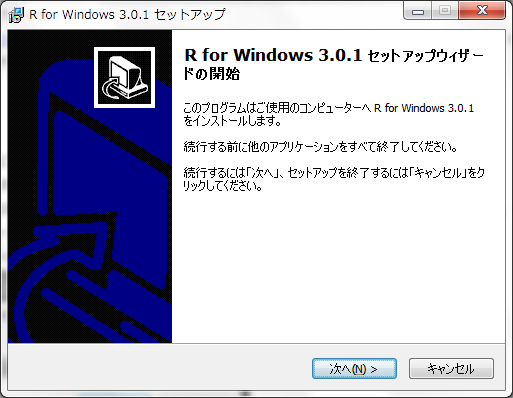 R for Windows 3.0.1 セットアップ
R for Windows 3.0.1 セットアップウィザー
ドの開始
このプログラムはご使用のコンピューターへ R for Windows 3.0.1
をインストールします。
続行する前に他のアプリケーションをすべて終了してください。
続行するには「次へ」、セットアップを終了するには「キャンセル」をク
リックしてください。
次へ(N) >
キャンセル